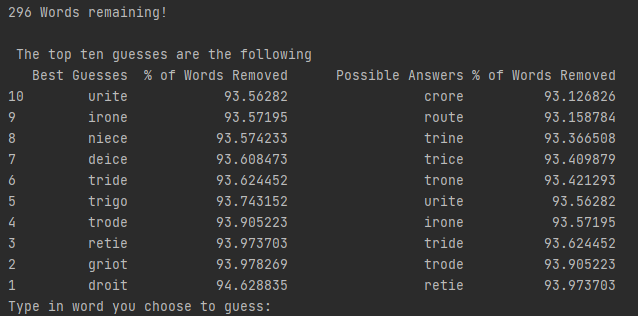 296 Words remaining!
The top ten guesses are the following
Best Guesses % of Words Removed Possible Answers % of Words Removed
10 urite 93.56282 crore 93.126826
9 irone 93.57195 route 93.158784
8 niece 93.574233 trine 93.366508
7 deice 93.608473 trice 93.409879
6 tride 93.624452 trone 93.421293
5 trigo 93.743152 urite 93.56282
4 trode 93.905223 irone 93.57195
3 retie 93.973703 tride 93.624452
2 griot 93.978269 trode 93.905223
1 droit 94.628835 retie 93.973703
Type in word you choose to guess: